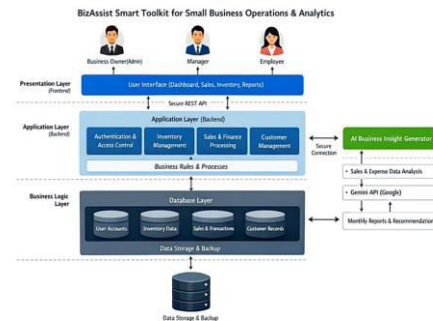 BizAssist Smart Toolkit for Small Business Operations & Analytics
Business Owner(Admin)
Manager
Employee
Presentation Layer
(Frontend)
User Interface (Dashboard, Sales, Inventory, Reports)
Secure REST API
Application Layer
(Backend)
Application Layer (Backend)
Authentication &
Access Control
Inventory
Management
Sales & Finance
Processing
Customer
Management
Business Rules & Processes
Secure
Connection
AI Business Insight Generator
• Sales & Expense Data Analysis
• Gemini API (Google)
Monthly Reports & Recommendation
Business Logic
Layer
Database Layer
User Accounts
Inventory Data
Sales & Transactions
Customer Records
Data Storage & Backup
Data Storage & Backup